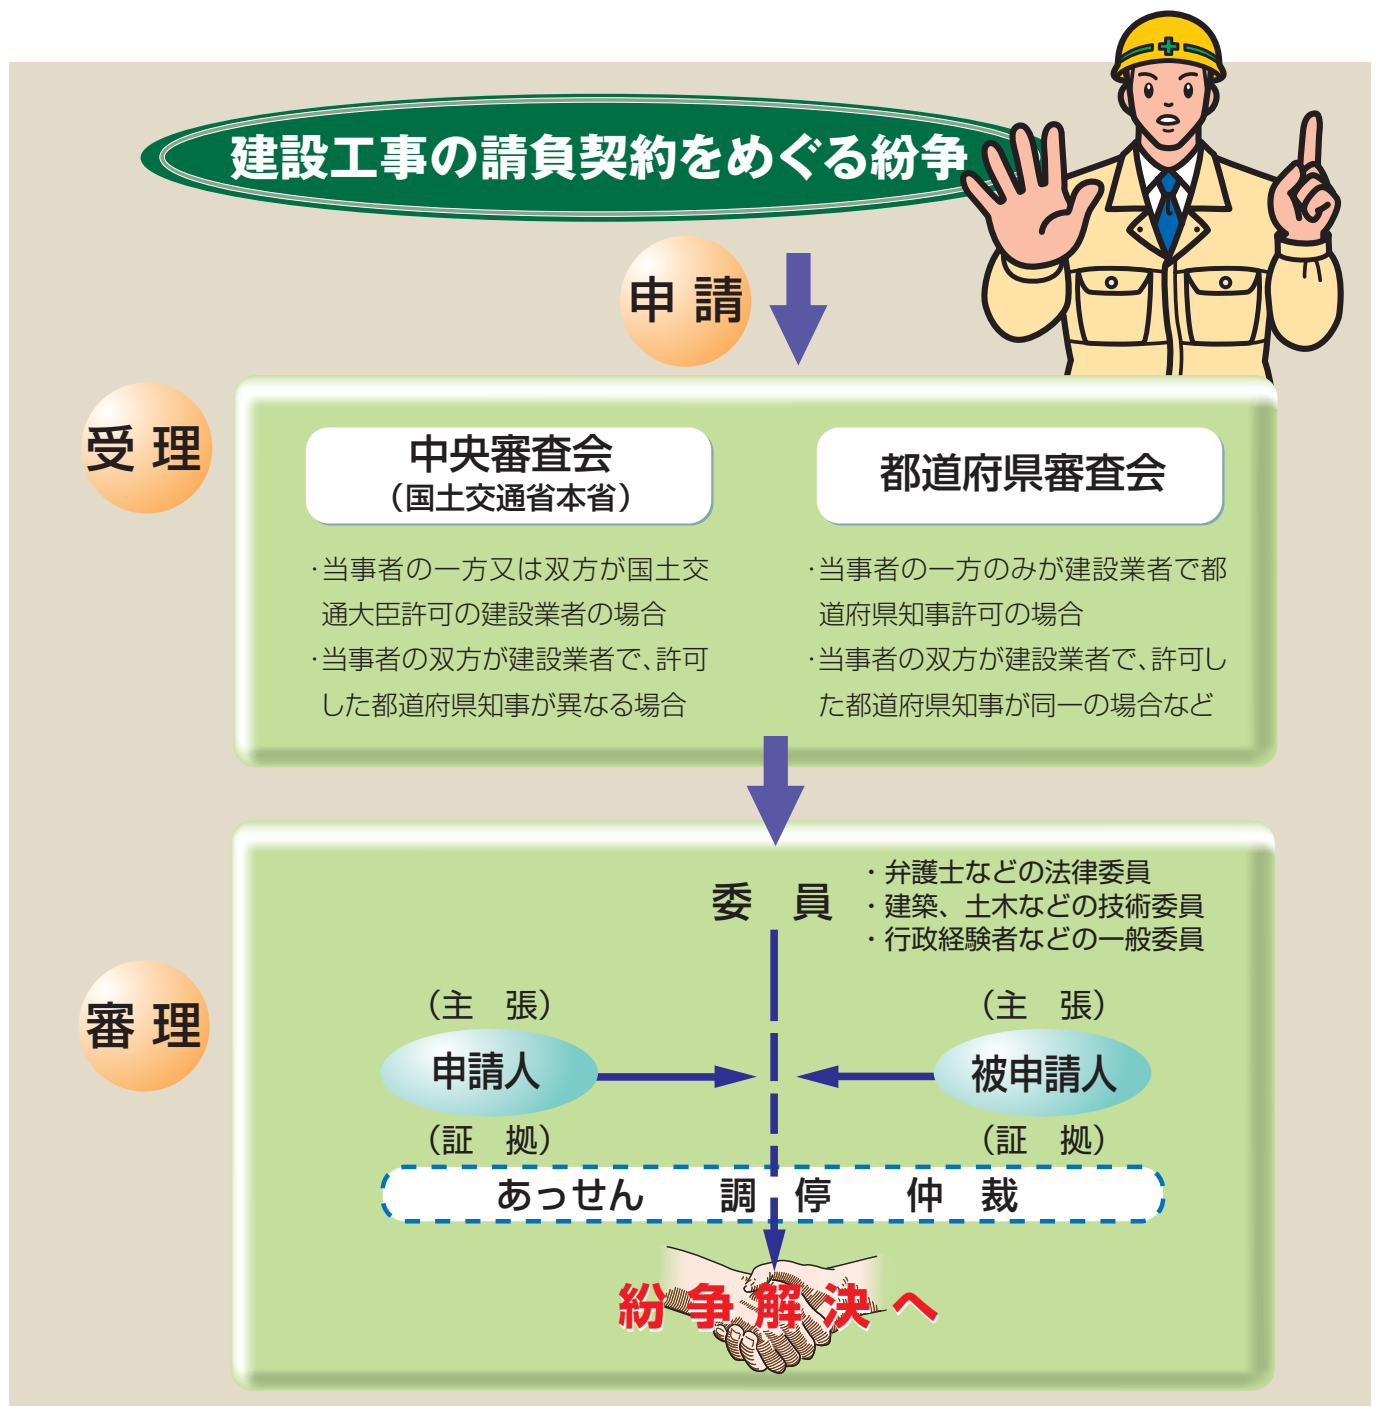 建設工事の請負契約をめぐる紛争
申 請
受 理
中央審査会
（国土交通省本省）
・当事者の一方又は双方が国土交
通大臣許可の建設業者の場合
・当事者の双方が建設業者で、許可
した都道府県知事が異なる場合
都道府県審査会
・当事者の一方のみが建設業者で都
道府県知事許可の場合
・当事者の双方が建設業者で、許可し
た都道府県知事が同一の場合など
審 理
委　員
・弁護士などの法律委員
・建築、土木などの技術委員
・行政経験者などの一般委員
（主　張）
申請人
（証　拠）
（主　張）
被申請人
（証　拠）
あっせん　調　停　仲　裁
紛 争 解 決 へ